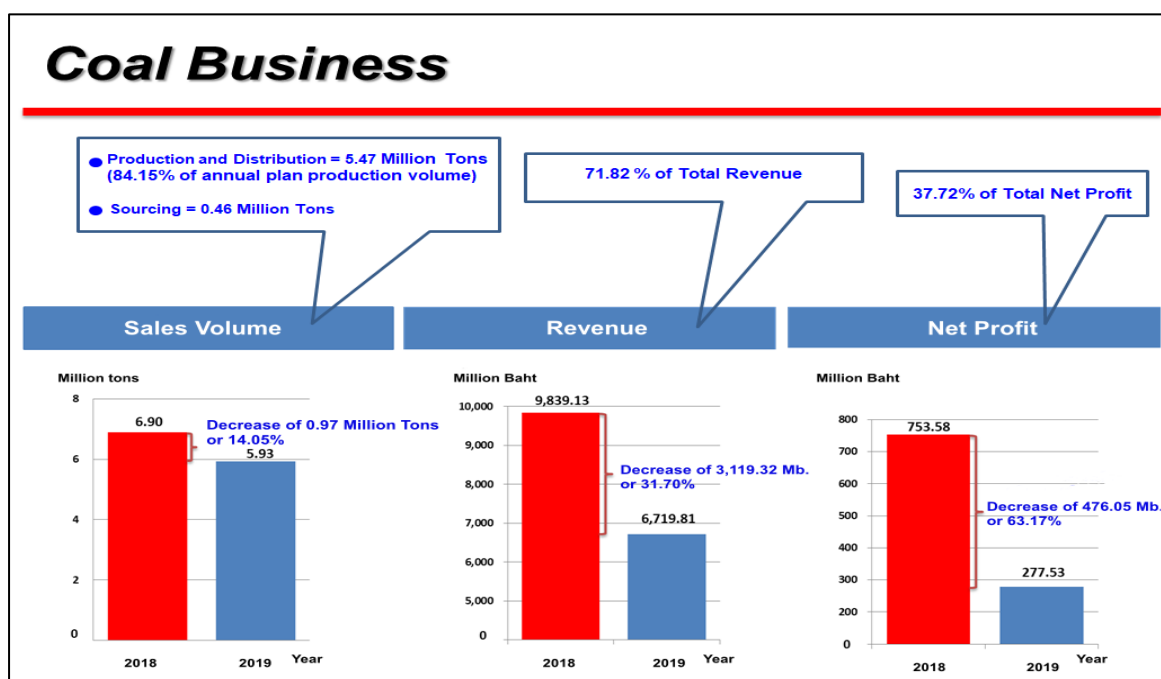 Coal Business
● Production and Distribution = 5.47 Million Tons
(84.15% of annual plan production volume)
● Sourcing = 0.46 Million Tons
71.82 % of Total Revenue
37.72% of Total Net Profit
Sales Volume
Revenue
Net Profit
Million tons
8
6
4
2
0
6.90
Decrease of 0.97 Million Tons
or 14.05%
5.93
2018
2019
Year
Million Baht
10,000
9,000
8,000
7,000
6,000
5,000
0
9,839.13
Decrease of 3,119.32 Mb.
or 31.70%
6,719.81
2018
2019
Year
Million Baht
800
700
600
500
400
300
200
100
0
753.58
Decrease of 476.05 Mb.
or 63.17%
277.53
2018
2019
Year